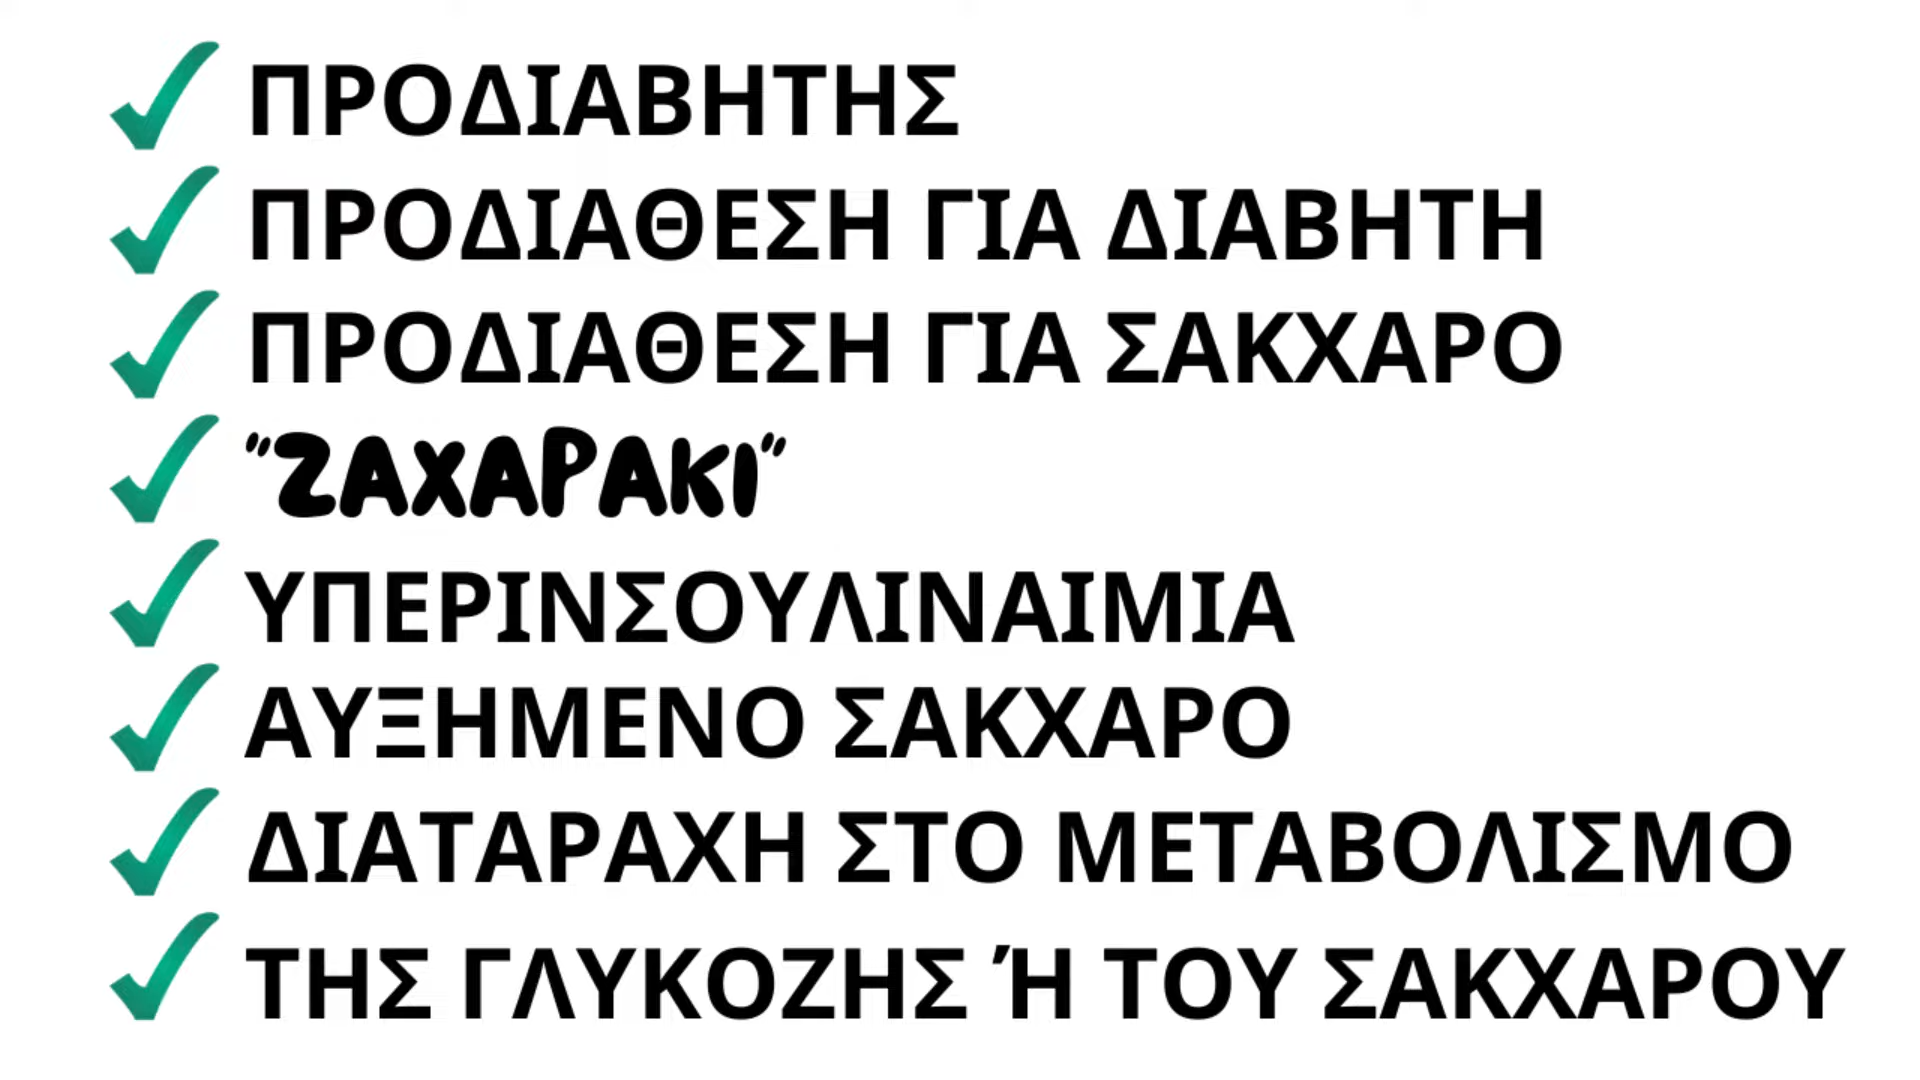 ΠΡΟΔΙΑΒΗΤΗΣ
ΠΡΟΔΙΑΘΕΣΗ ΓΙΑ ΔΙΑΒΗΤΗ
ΠΡΟΔΙΑΘΕΣΗ ΓΙΑ ΣΑΚΧΑΡΟ
"ΖΑΧΑΡΑΚΙ"
ΥΠΕΡΙΝΣΟΥΛΙΝΑΙΜΙΑ
ΑΥΞΗΜΕΝΟ ΣΑΚΧΑΡΟ
ΔΙΑΤΑΡΑΧΗ ΣΤΟ ΜΕΤΑΒΟΛΙΣΜΟ
ΤΗΣ ΓΛΥΚΟΖΗΣ Ή ΤΟΥ ΣΑΚΧΑΡΟΥ